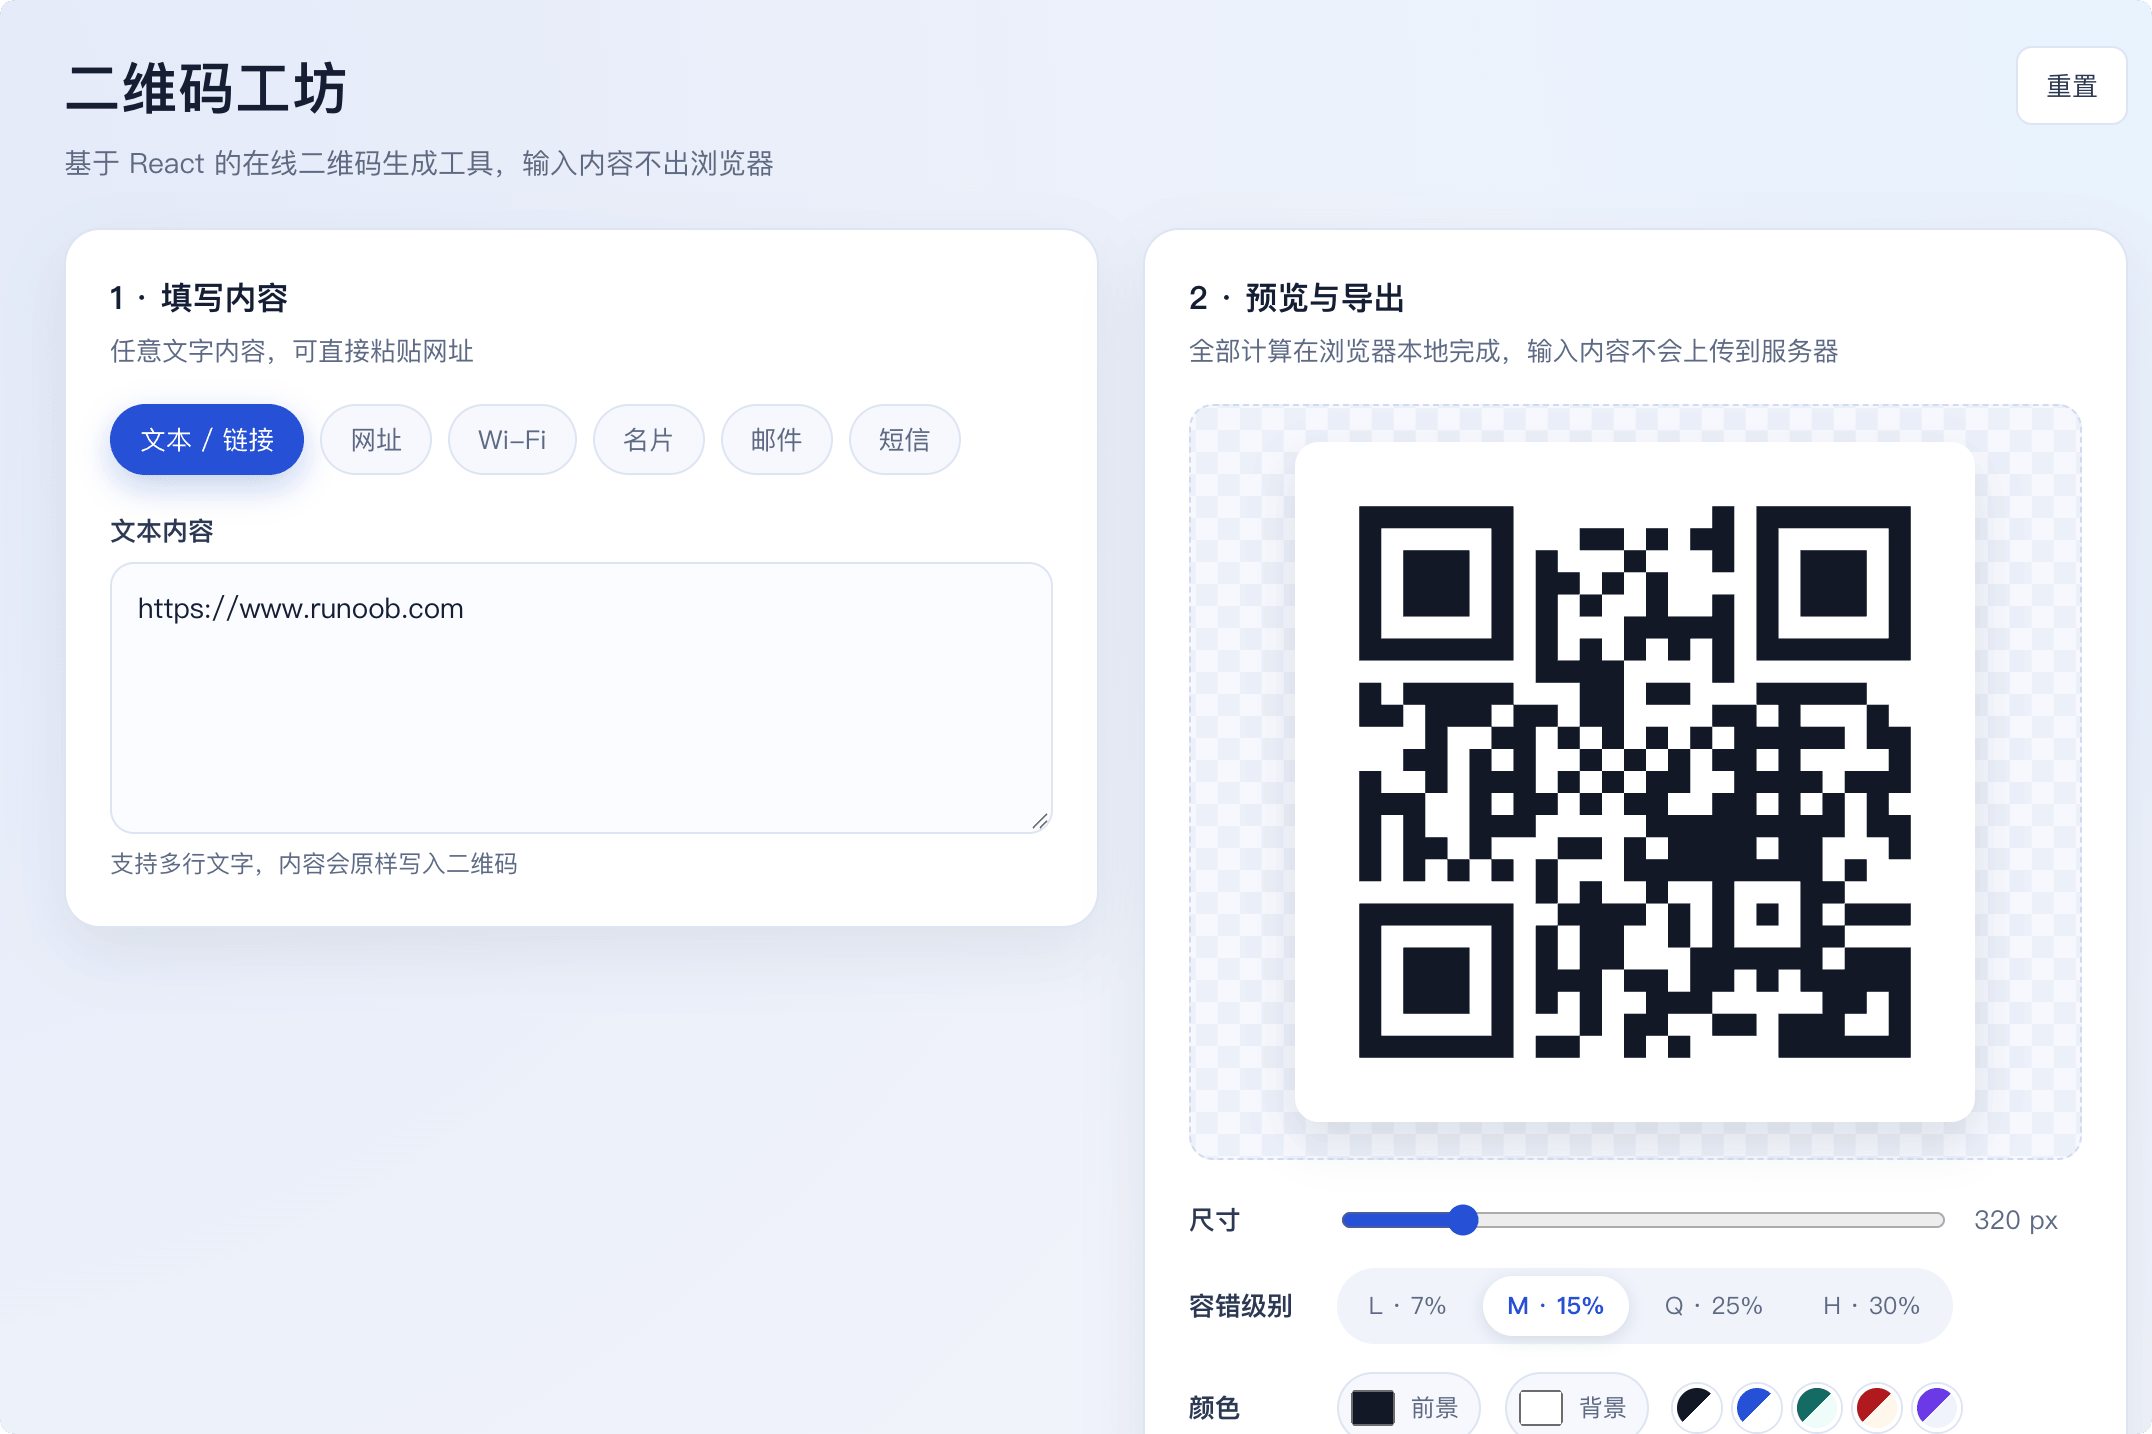 二维码工坊
重置
基于 React 的在线二维码生成工具，输入内容不出浏览器
1 · 填写内容
任意文字内容，可直接粘贴网址
文本 / 链接
网址
Wi-Fi
名片
邮件
短信
文本内容
https://www.runoob.com
支持多行文字，内容会原样写入二维码
2 · 预览与导出
全部计算在浏览器本地完成，输入内容不会上传到服务器
尺寸
320 px
容错级别
L · 7%
M · 15%
Q · 25%
H · 30%
颜色
前景
背景